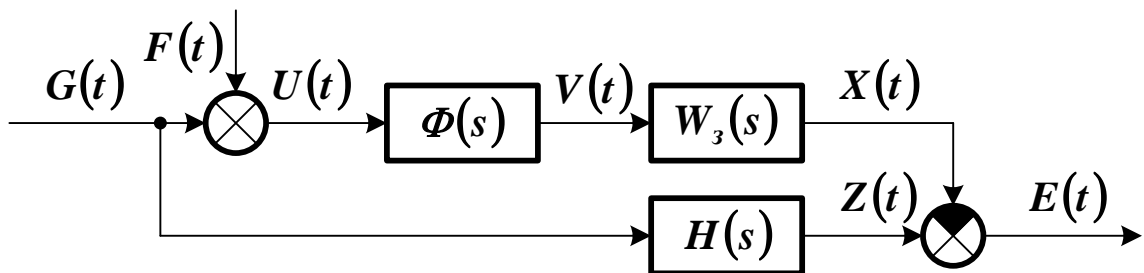 F(t)
G(t)
U(t)
Φ(s)
V(t)
W₃(s)
X(t)
H(s)
Z(t)
E(t)